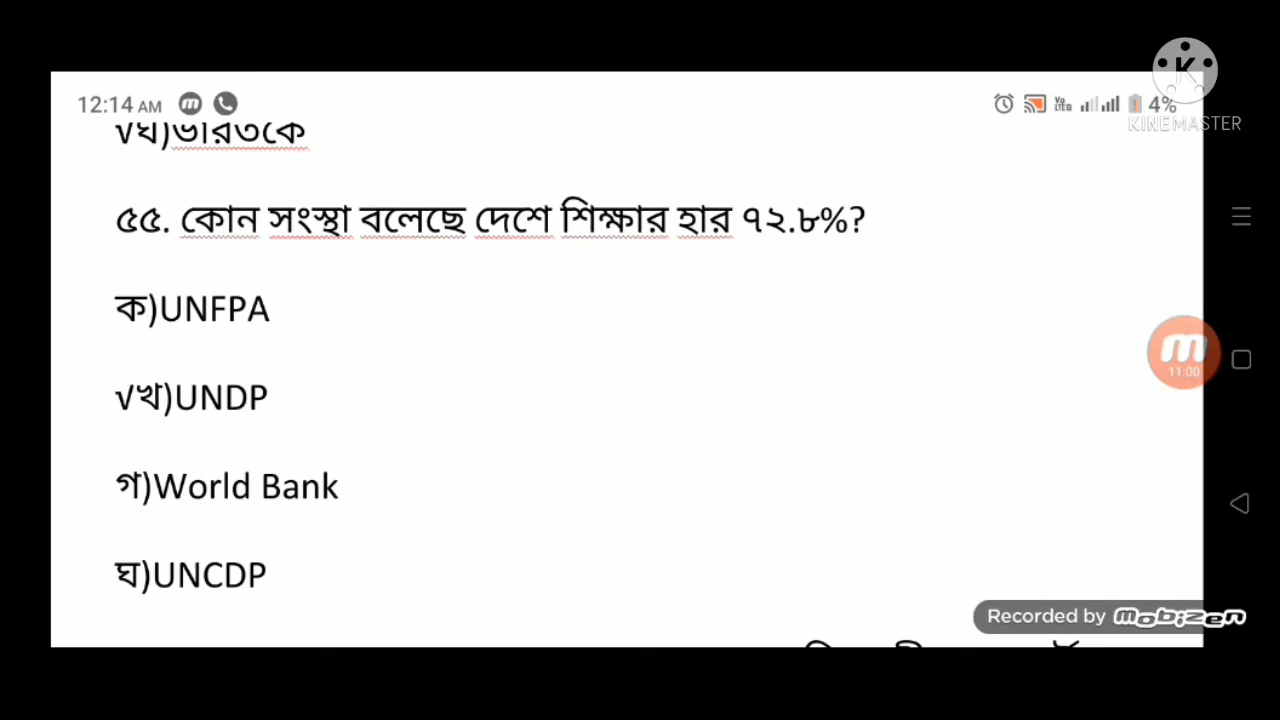 12:14 AM
4%
KINEMASTER
√ঘ)ভারতকে
৫৫. কোন সংস্থা বলেছে দেশে শিক্ষার হার ৭২.৮%?
ক)UNFPA
11:00
√খ)UNDP
গ)World Bank
ঘ)UNCDP
Recorded by Mobizen